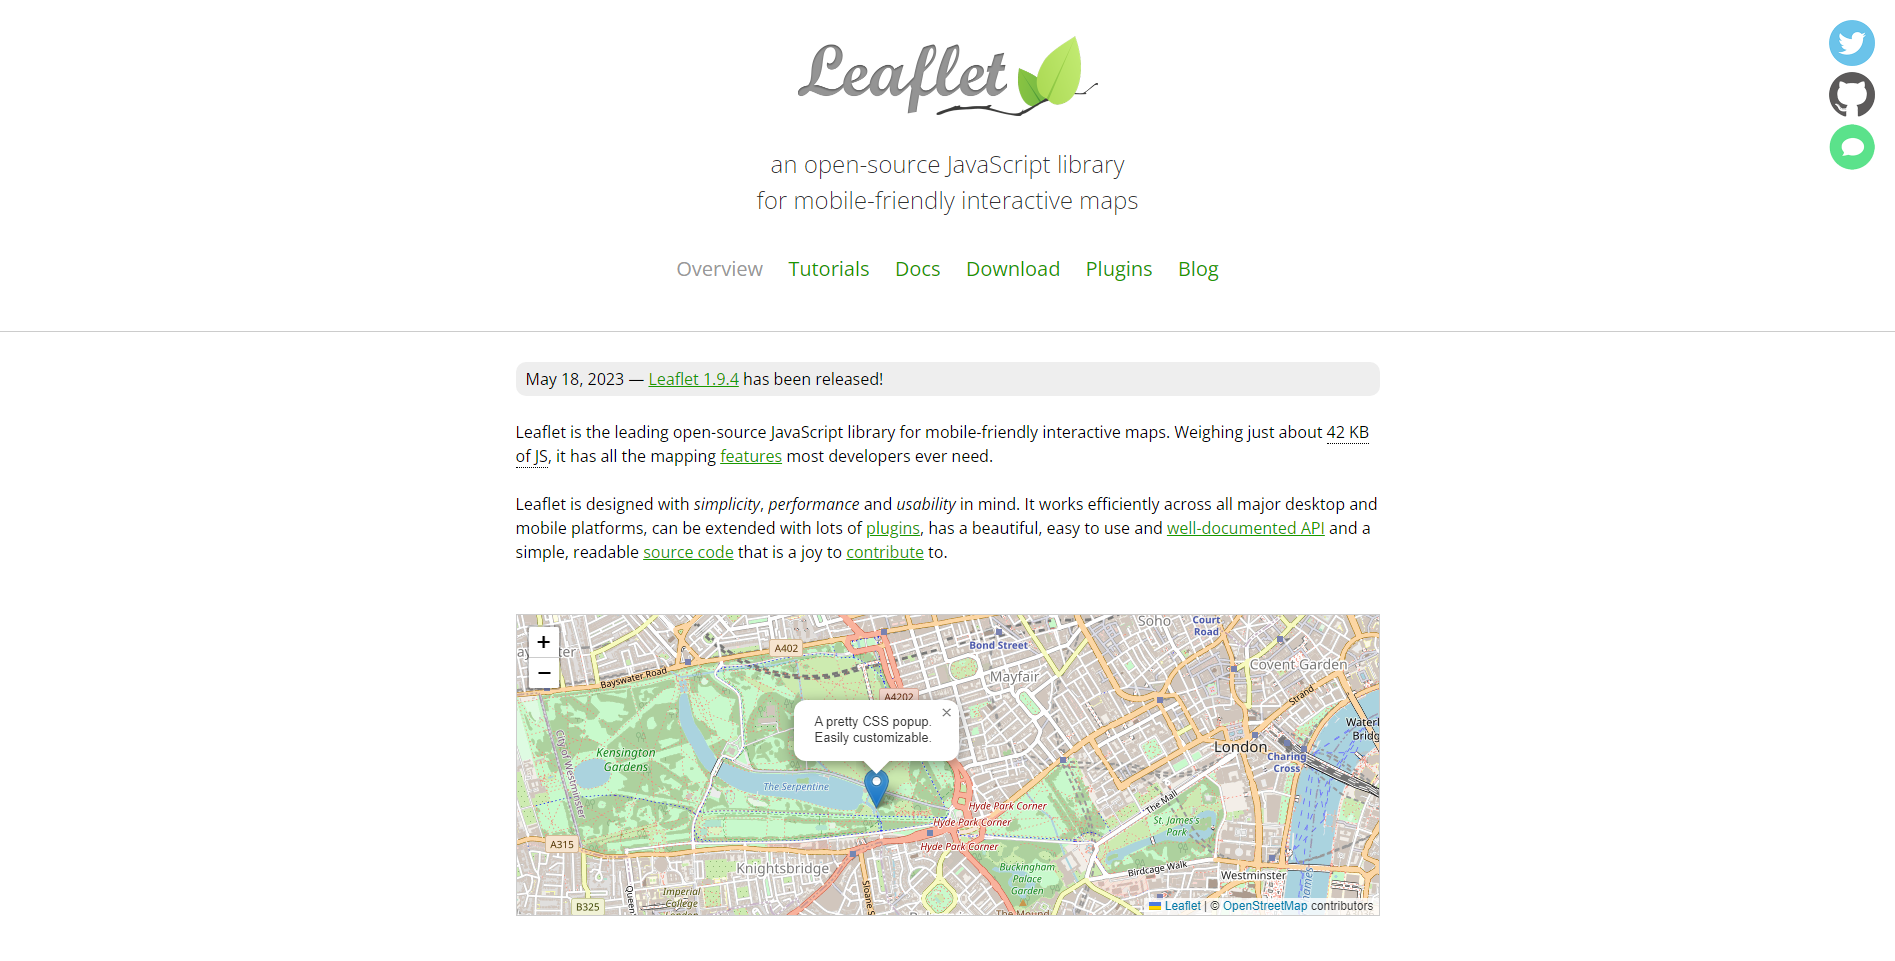 Leaflet
an open-source JavaScript library
for mobile-friendly interactive maps
Overview Tutorials Docs Download Plugins Blog
May 18, 2023 — Leaflet 1.9.4 has been released!
Leaflet is the leading open-source JavaScript library for mobile-friendly interactive maps. Weighing just about 42 KB
of JS, it has all the mapping features most developers ever need.
Leaflet is designed with simplicity, performance and usability in mind. It works efficiently across all major desktop and
mobile platforms, can be extended with lots of plugins, has a beautiful, easy to use and well-documented API and a
simple, readable source code that is a joy to contribute to.
+
−
Soho
Court
Road
Bond Street
A402
Covent Garden
Bayswater Road
Mayfair
Strand
A4202
A pretty CSS popup.
Easily customizable.
×
London
Charing
Cross
City of Westminster
Kensington
Gardens
The Serpentine
The Mall
Hyde Park Corner
Hyde Park Corner
Hyde Park Corner
St. James's
Park
A315
Knightsbridge
Buckingham
Palace
Garden
Birdcage Walk
Westminster
Imperial
College
London
Queen
Sloane S
B325
The Mound
Leaflet | © OpenStreetMap contributors